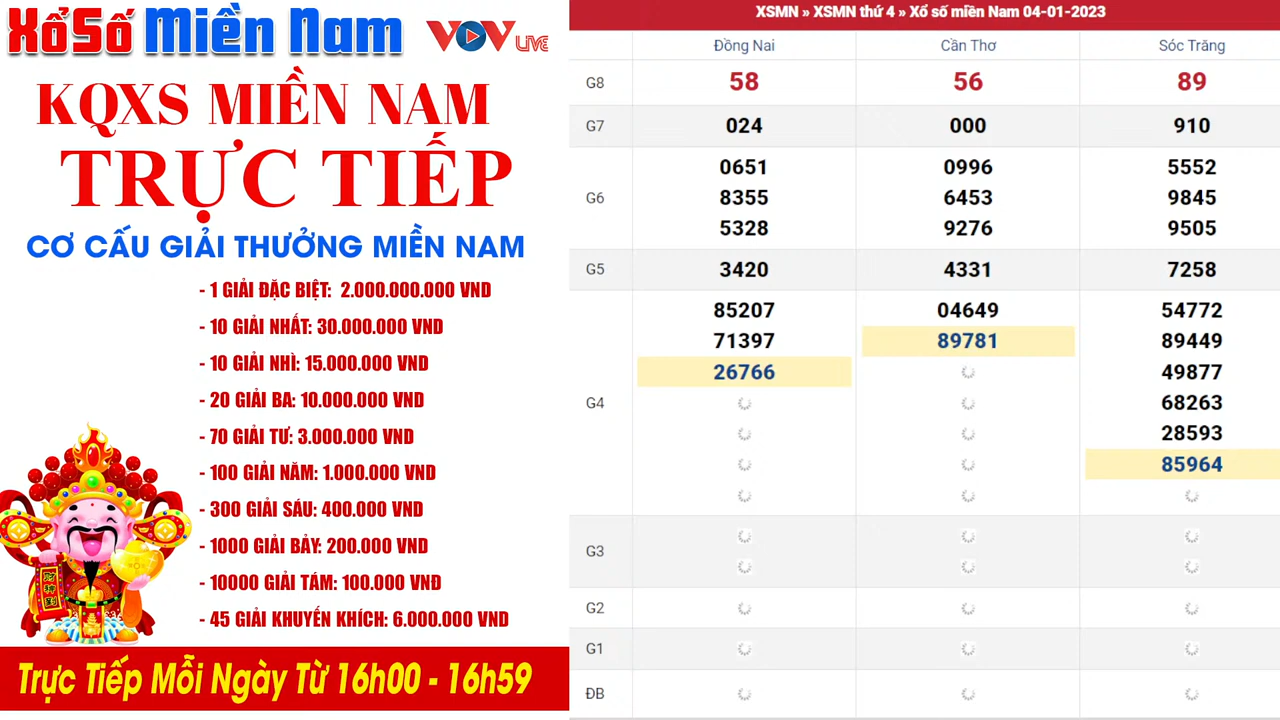 XổSố Miền Nam
VOV LIVE
KQXS MIỀN NAM
TRỰC TIẾP
CƠ CẤU GIẢI THƯỞNG MIỀN NAM
- 1 GIẢI ĐẶC BIỆT: 2.000.000.000 VND
- 10 GIẢI NHẤT: 30.000.000 VND
- 10 GIẢI NHÌ: 15.000.000 VND
- 20 GIẢI BA: 10.000.000 VND
- 70 GIẢI TƯ: 3.000.000 VND
- 100 GIẢI NĂM: 1.000.000 VND
- 300 GIẢI SÁU: 400.000 VND
- 1000 GIẢI BẢY: 200.000 VND
- 10000 GIẢI TÁM: 100.000 VNĐ
- 45 GIẢI KHUYẾN KHÍCH: 6.000.000 VND
Trực Tiếp Mỗi Ngày Từ 16h00 - 16h59
XSMN » XSMN thứ 4 » Xổ số miền Nam 04-01-2023
Đồng Nai Cần Thơ Sóc Trăng
G8 58 56 89
G7 024 000 910
0651 0996 5552
G6 8355 6453 9845
5328 9276 9505
G5 3420 4331 7258
85207 04649 54772
71397 89781 89449
26766 49877
G4 68263
28593
85964
G3
G2
G1
ĐB